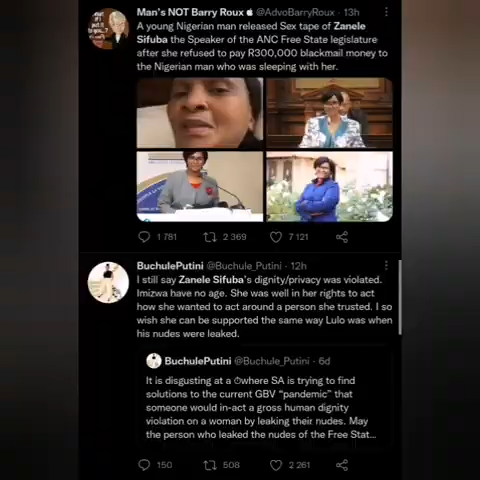 Man's NOT Barry Roux @AdvoBarryRoux · 13h
A young Nigerian man released Sex tape of Zanele
Sifuba the Speaker of the ANC Free State legislature
after she refused to pay R300,000 blackmail money to
the Nigerian man who was sleeping with her.
1 781 2 369 7 121
BuchulePutini @Buchule_Putini · 12h
I still say Zanele Sifuba's dignity/privacy was violated.
Imizwa have no age. She was well in her rights to act
how she wanted to act around a person she trusted. I so
wish she can be supported the same way Lulo was when
his nudes were leaked.
BuchulePutini @Buchule_Putini · 6d
It is disgusting at a ⏱where SA is trying to find
solutions to the current GBV “pandemic” that
someone would in-act a gross human dignity
violation on a woman by leaking their nudes. May
the person who leaked the nudes of the Free Stat...
150 508 2 261